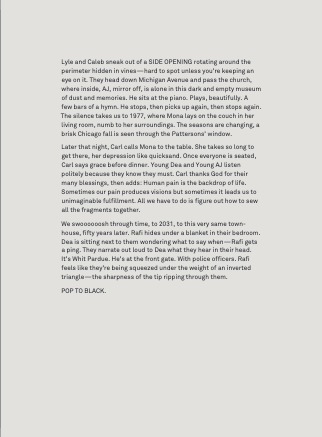 Lyle and Caleb sneak out of a SIDE OPENING rotating around the
perimeter hidden in vines—hard to spot unless you're keeping an
eye on it. They head down Michigan Avenue and pass the church,
where inside, AJ, mirror off, is alone in this dark and empty museum
of dust and memories. He sits at the piano. Plays, beautifully. A
few bars of a hymn. He stops, then picks up again, then stops again.
The silence takes us to 1977, where Mona lays on the couch in her
living room, numb to her surroundings. The seasons are changing, a
brisk Chicago fall is seen through the Pattersons' window.
Later that night, Carl calls Mona to the table. She takes so long to
get there, her depression like quicksand. Once everyone is seated,
Carl says grace before dinner. Young Dea and Young AJ listen
politely because they know they must. Carl thanks God for their
many blessings, then adds: Human pain is the backdrop of life.
Sometimes our pain produces visions but sometimes it leads us to
unimaginable fulfillment. All we have to do is figure out how to sew
all the fragments together.
We swooooooosh through time, to 2031, to this very same town-
house, fifty years later. Rafi hides under a blanket in their bedroom.
Dea is sitting next to them wondering what to say when—Rafi gets
a ping. They narrate out loud to Dea what they hear in their head.
It's Whit Pardue. He's at the front gate. With police officers. Rafi
feels like they're being squeezed under the weight of an inverted
triangle—the sharpness of the tip ripping through them.
POP TO BLACK.